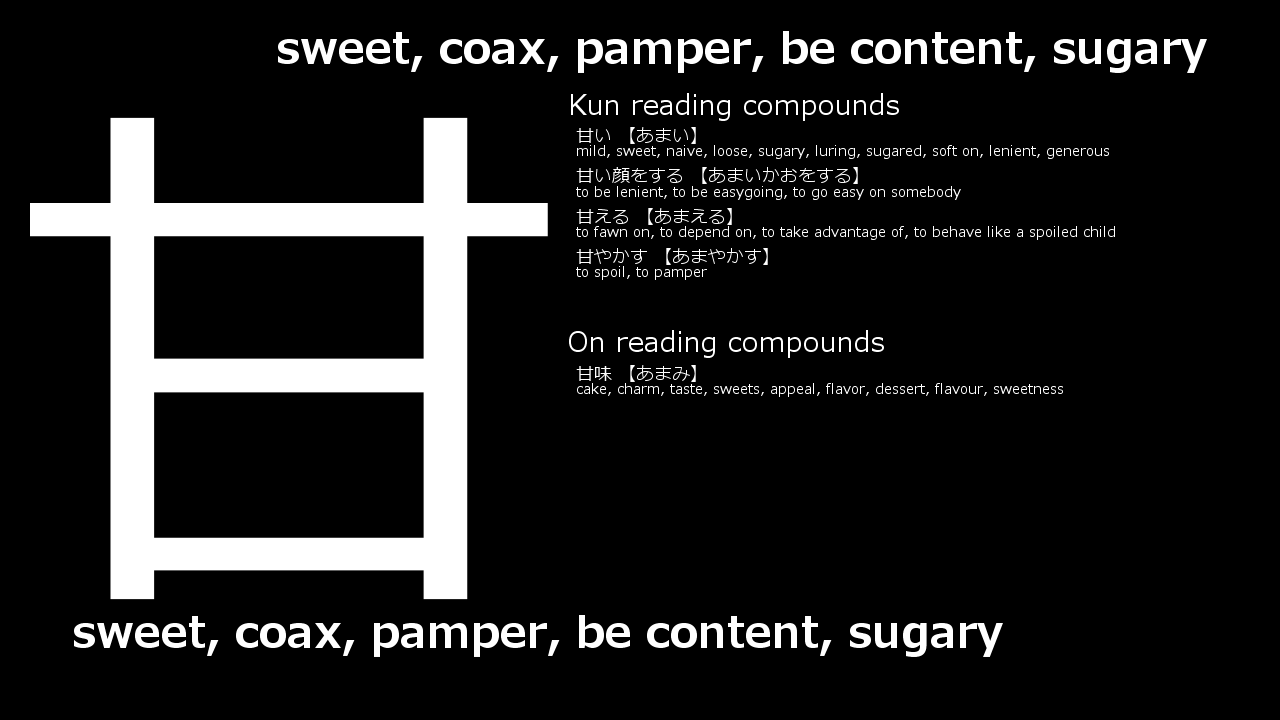 sweet, coax, pamper, be content, sugary
甘
Kun reading compounds
甘い 【あまい】
mild, sweet, naive, loose, sugary, luring, sugared, soft on, lenient, generous
甘い顔をする 【あまいかおをする】
to be lenient, to be easygoing, to go easy on somebody
甘える 【あまえる】
to fawn on, to depend on, to take advantage of, to behave like a spoiled child
甘やかす 【あまやかす】
to spoil, to pamper
On reading compounds
甘味 【あまみ】
cake, charm, taste, sweets, appeal, flavor, dessert, flavour, sweetness
sweet, coax, pamper, be content, sugary